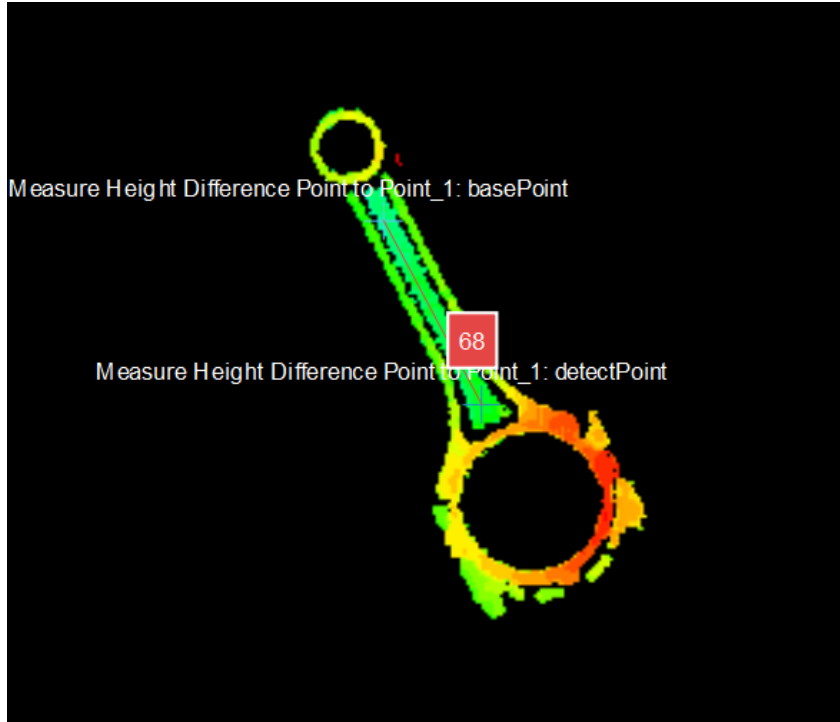 Measure Height Difference Point to Point_1: basePoint
68
Measure Height Difference Point to Point_1: detectPoint